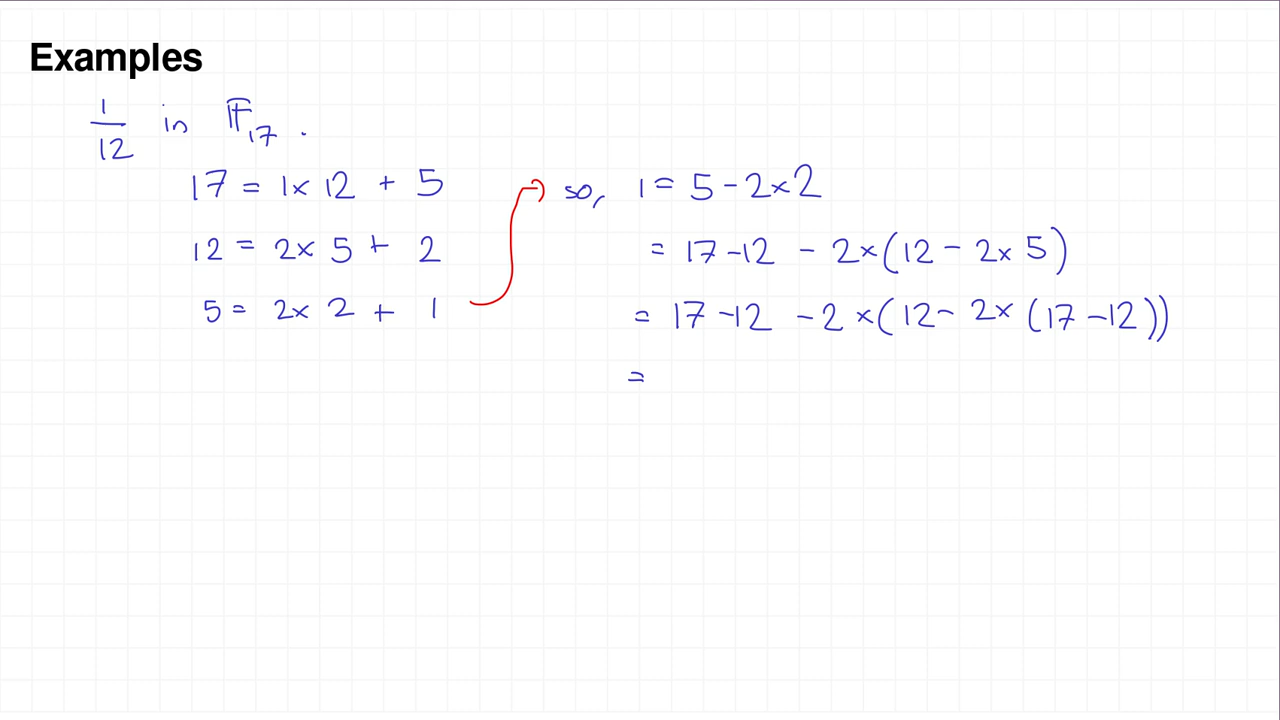 Examples
1/12 in 𝔽₁₇.
17 = 1 × 12 + 5
12 = 2 × 5 + 2
5 = 2 × 2 + 1
so, 1 = 5 - 2 × 2
= 17 - 12 - 2 × (12 - 2 × 5)
= 17 - 12 - 2 × (12 - 2 × (17 - 12))
=